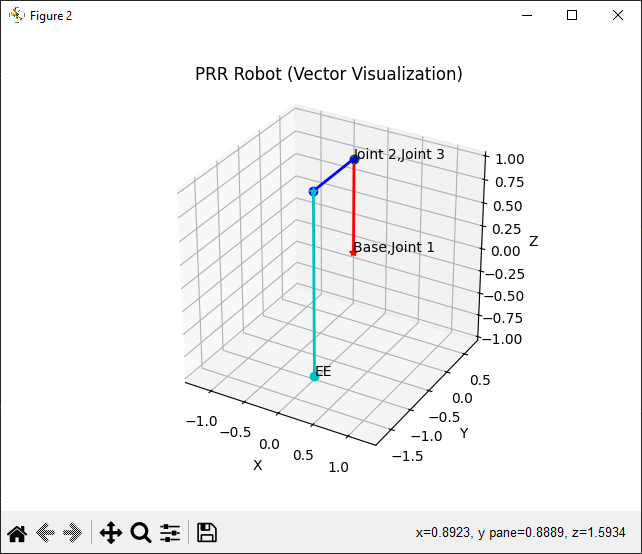 Figure 2
PRR Robot (Vector Visualization)
Joint 2,Joint 3
Base,Joint 1
EE
1.00
0.75
0.50
0.25
0.00
−0.25
−0.50
−0.75
−1.00
Z
0.5
0.0
−0.5
−1.0
−1.5
Y
−1.0
−0.5
0.0
0.5
1.0
X
x=0.8923, y pane=0.8889, z=1.5934